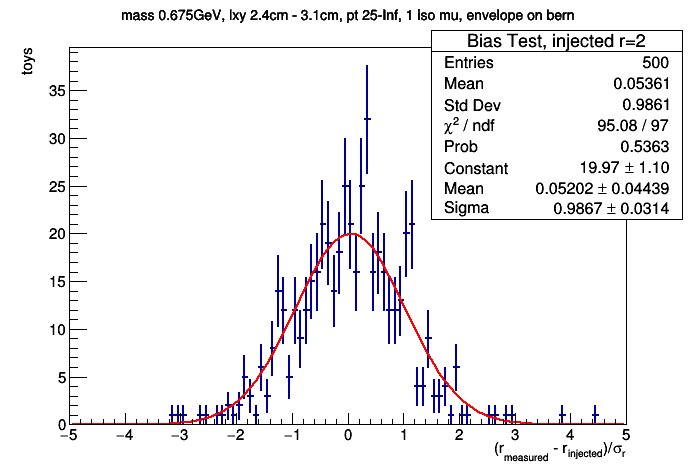 mass 0.675GeV, lxy 2.4cm - 3.1cm, pt 25-Inf, 1 Iso mu, envelope on bern
Bias Test, injected r=2
Entries 500
Mean 0.05361
Std Dev 0.9861
χ² / ndf 95.08 / 97
Prob 0.5363
Constant 19.97 ± 1.10
Mean 0.05202 ± 0.04439
Sigma 0.9867 ± 0.0314
toys
35
30
25
20
15
10
5
0
−5 −4 −3 −2 −1 0 1 2 3 4 5
(r_measured - r_injected)/σ_r